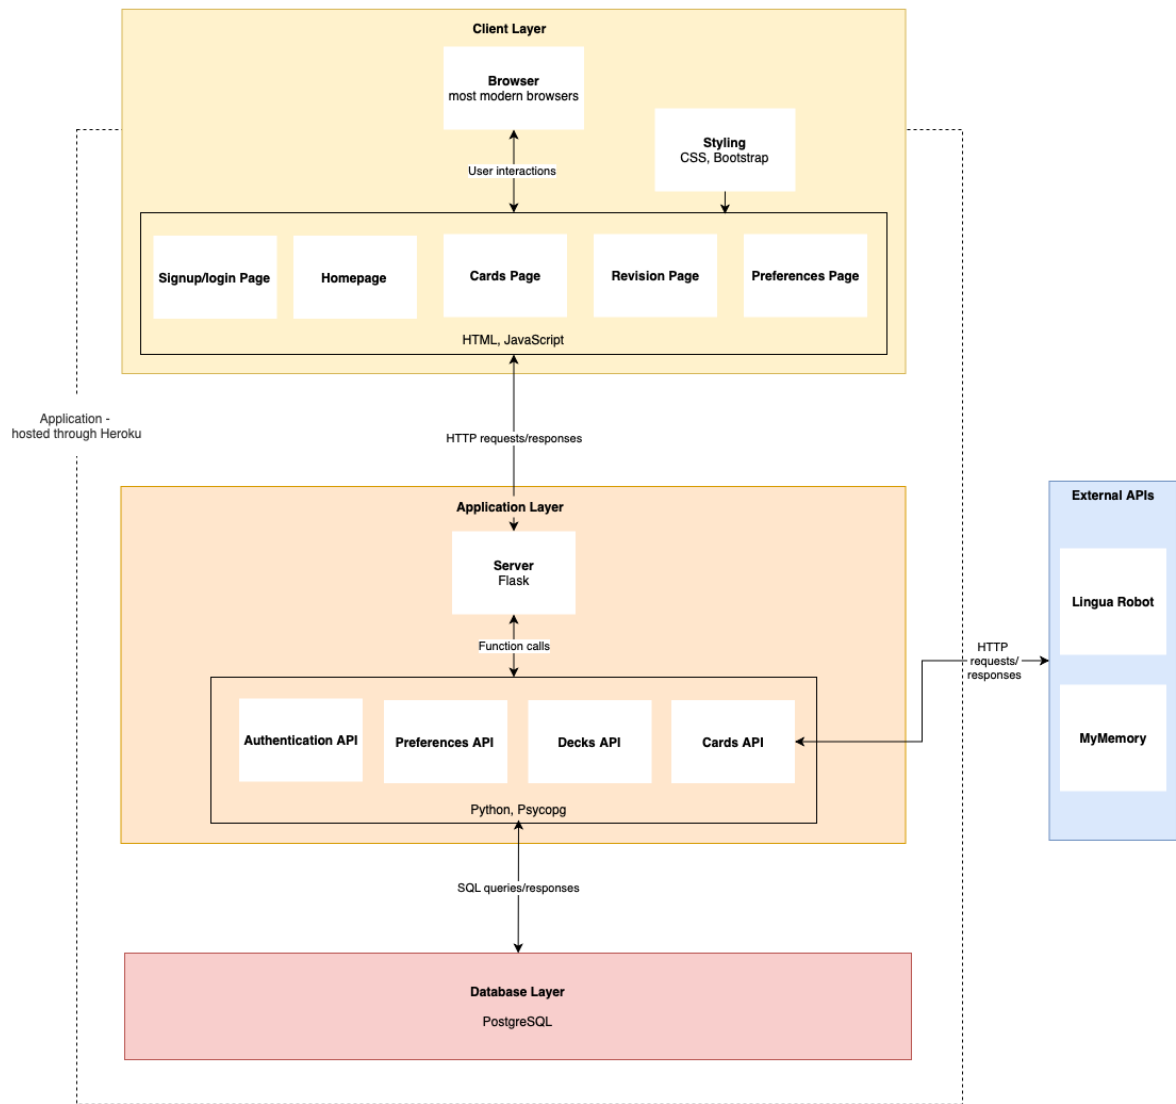 Client Layer
Browser
most modern browsers
Styling
CSS, Bootstrap
User interactions
Signup/login Page
Homepage
Cards Page
Revision Page
Preferences Page
HTML, JavaScript
Application -
hosted through Heroku
HTTP requests/responses
Application Layer
Server
Flask
Function calls
Authentication API
Preferences API
Decks API
Cards API
Python, Psycopg
HTTP
requests/
responses
External APIs
Lingua Robot
MyMemory
SQL queries/responses
Database Layer
PostgreSQL